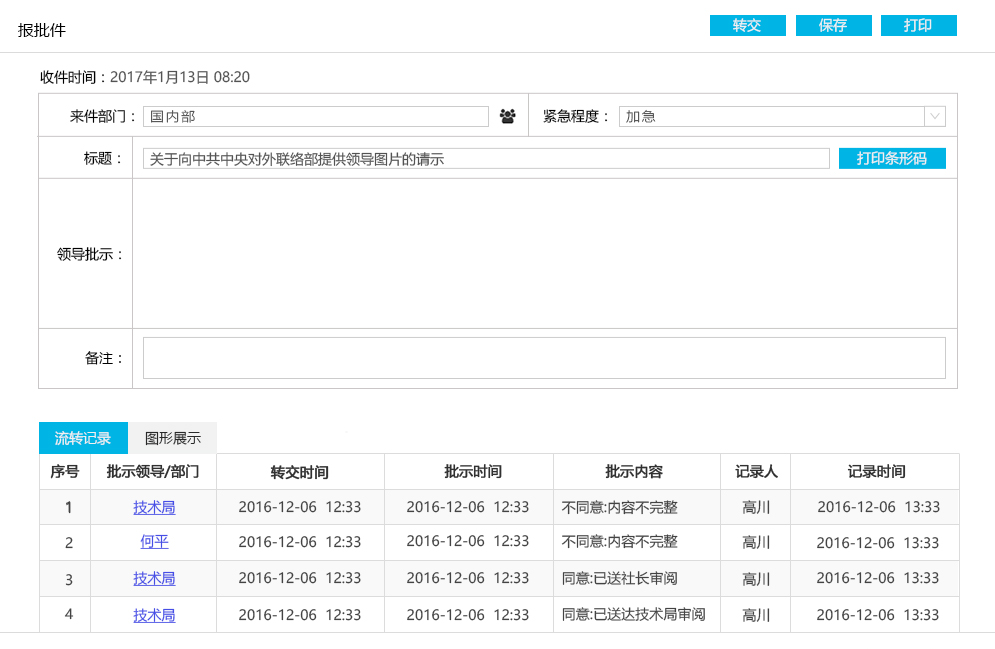 报批件 转交 保存 打印
收件时间：2017年1月13日 08:20
来件部门： 国内部 紧急程度： 加急
标题： 关于向中共中央对外联络部提供领导图片的请示 打印条形码
领导批示：
备注：
流转记录 图形展示
序号 批示领导/部门 转交时间 批示时间 批示内容 记录人 记录时间
1 技术局 2016-12-06 12:33 2016-12-06 12:33 不同意:内容不完整 高川 2016-12-06 13:33
2 何平 2016-12-06 12:33 2016-12-06 12:33 不同意:内容不完整 高川 2016-12-06 13:33
3 技术局 2016-12-06 12:33 2016-12-06 12:33 同意:已送社长审阅 高川 2016-12-06 13:33
4 技术局 2016-12-06 12:33 2016-12-06 12:33 同意:已送达技术局审阅 高川 2016-12-06 13:33